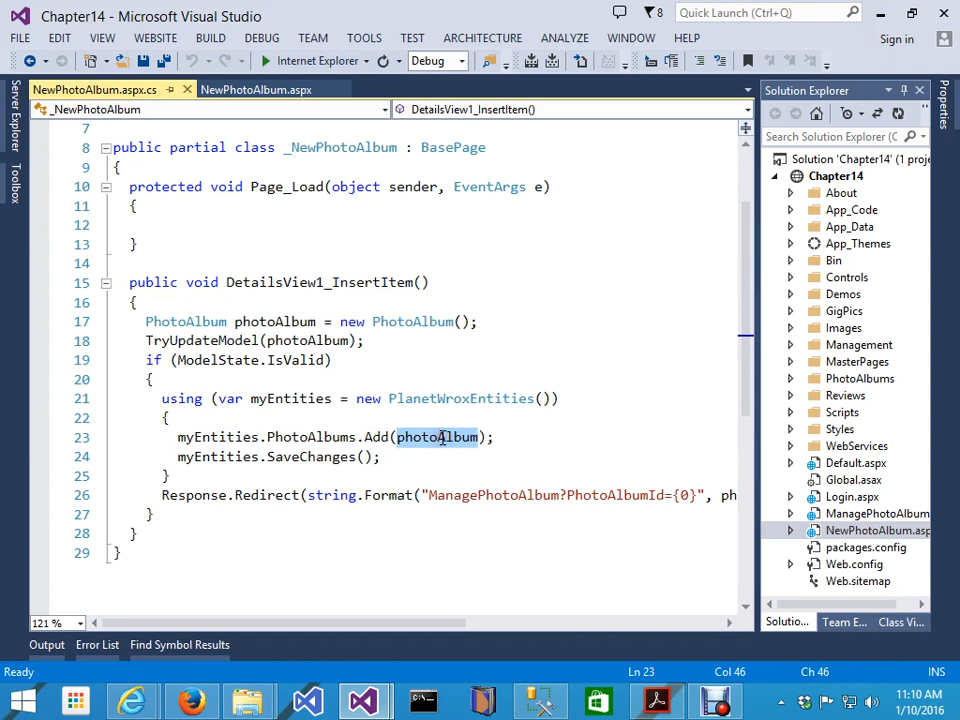 Chapter14 - Microsoft Visual Studio
8
Quick Launch (Ctrl+Q)
FILE EDIT VIEW WEBSITE BUILD DEBUG TEAM TOOLS TEST ARCHITECTURE ANALYZE WINDOW HELP
Sign in
Internet Explorer
Debug
Server Explorer
Toolbox
NewPhotoAlbum.aspx.cs
NewPhotoAlbum.aspx
_NewPhotoAlbum
DetailsView1_InsertItem()
7
8 public partial class _NewPhotoAlbum : BasePage
9 {
10 protected void Page_Load(object sender, EventArgs e)
11 {
12
13 }
14
15 public void DetailsView1_InsertItem()
16 {
17 PhotoAlbum photoAlbum = new PhotoAlbum();
18 TryUpdateModel(photoAlbum);
19 if (ModelState.IsValid)
20 {
21 using (var myEntities = new PlanetWroxEntities())
22 {
23 myEntities.PhotoAlbums.Add(photoAlbum);
24 myEntities.SaveChanges();
25 }
26 Response.Redirect(string.Format("ManagePhotoAlbum?PhotoAlbumId={0}", ph
27 }
28 }
29 }
121 %
Solution Explorer
Search Solution Explorer (C
Solution 'Chapter14' (1 proj
Chapter14
About
App_Code
App_Data
App_Themes
Bin
Controls
Demos
GigPics
Images
Management
MasterPages
PhotoAlbums
Reviews
Scripts
Styles
WebServices
Default.aspx
Global.asax
Login.aspx
ManagePhotoAlbum
NewPhotoAlbum.asp
packages.config
Web.config
Web.sitemap
Solutio...
Team E...
Class Vi...
Properties
Output
Error List
Find Symbol Results
Ready
Ln 23
Col 46
Ch 46
INS
11:10 AM
1/10/2016